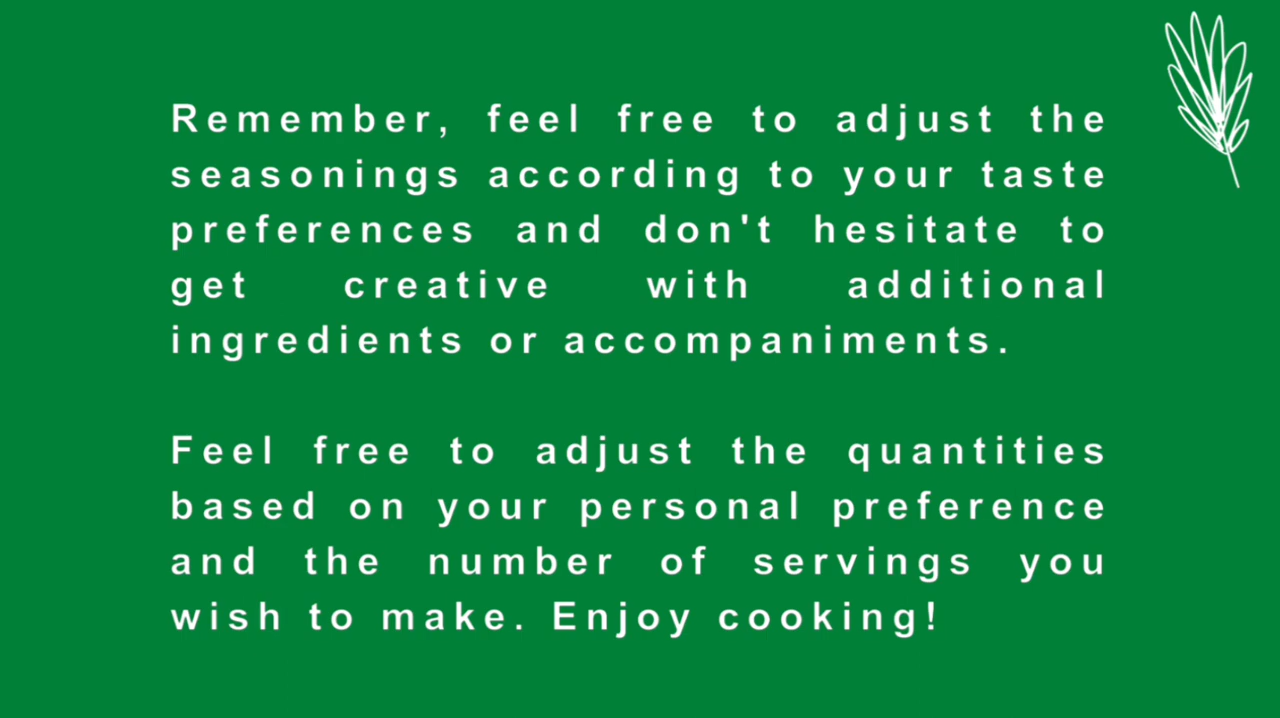 Remember, feel free to adjust the
seasonings according to your taste
preferences and don't hesitate to
get creative with additional
ingredients or accompaniments.
Feel free to adjust the quantities
based on your personal preference
and the number of servings you
wish to make. Enjoy cooking!